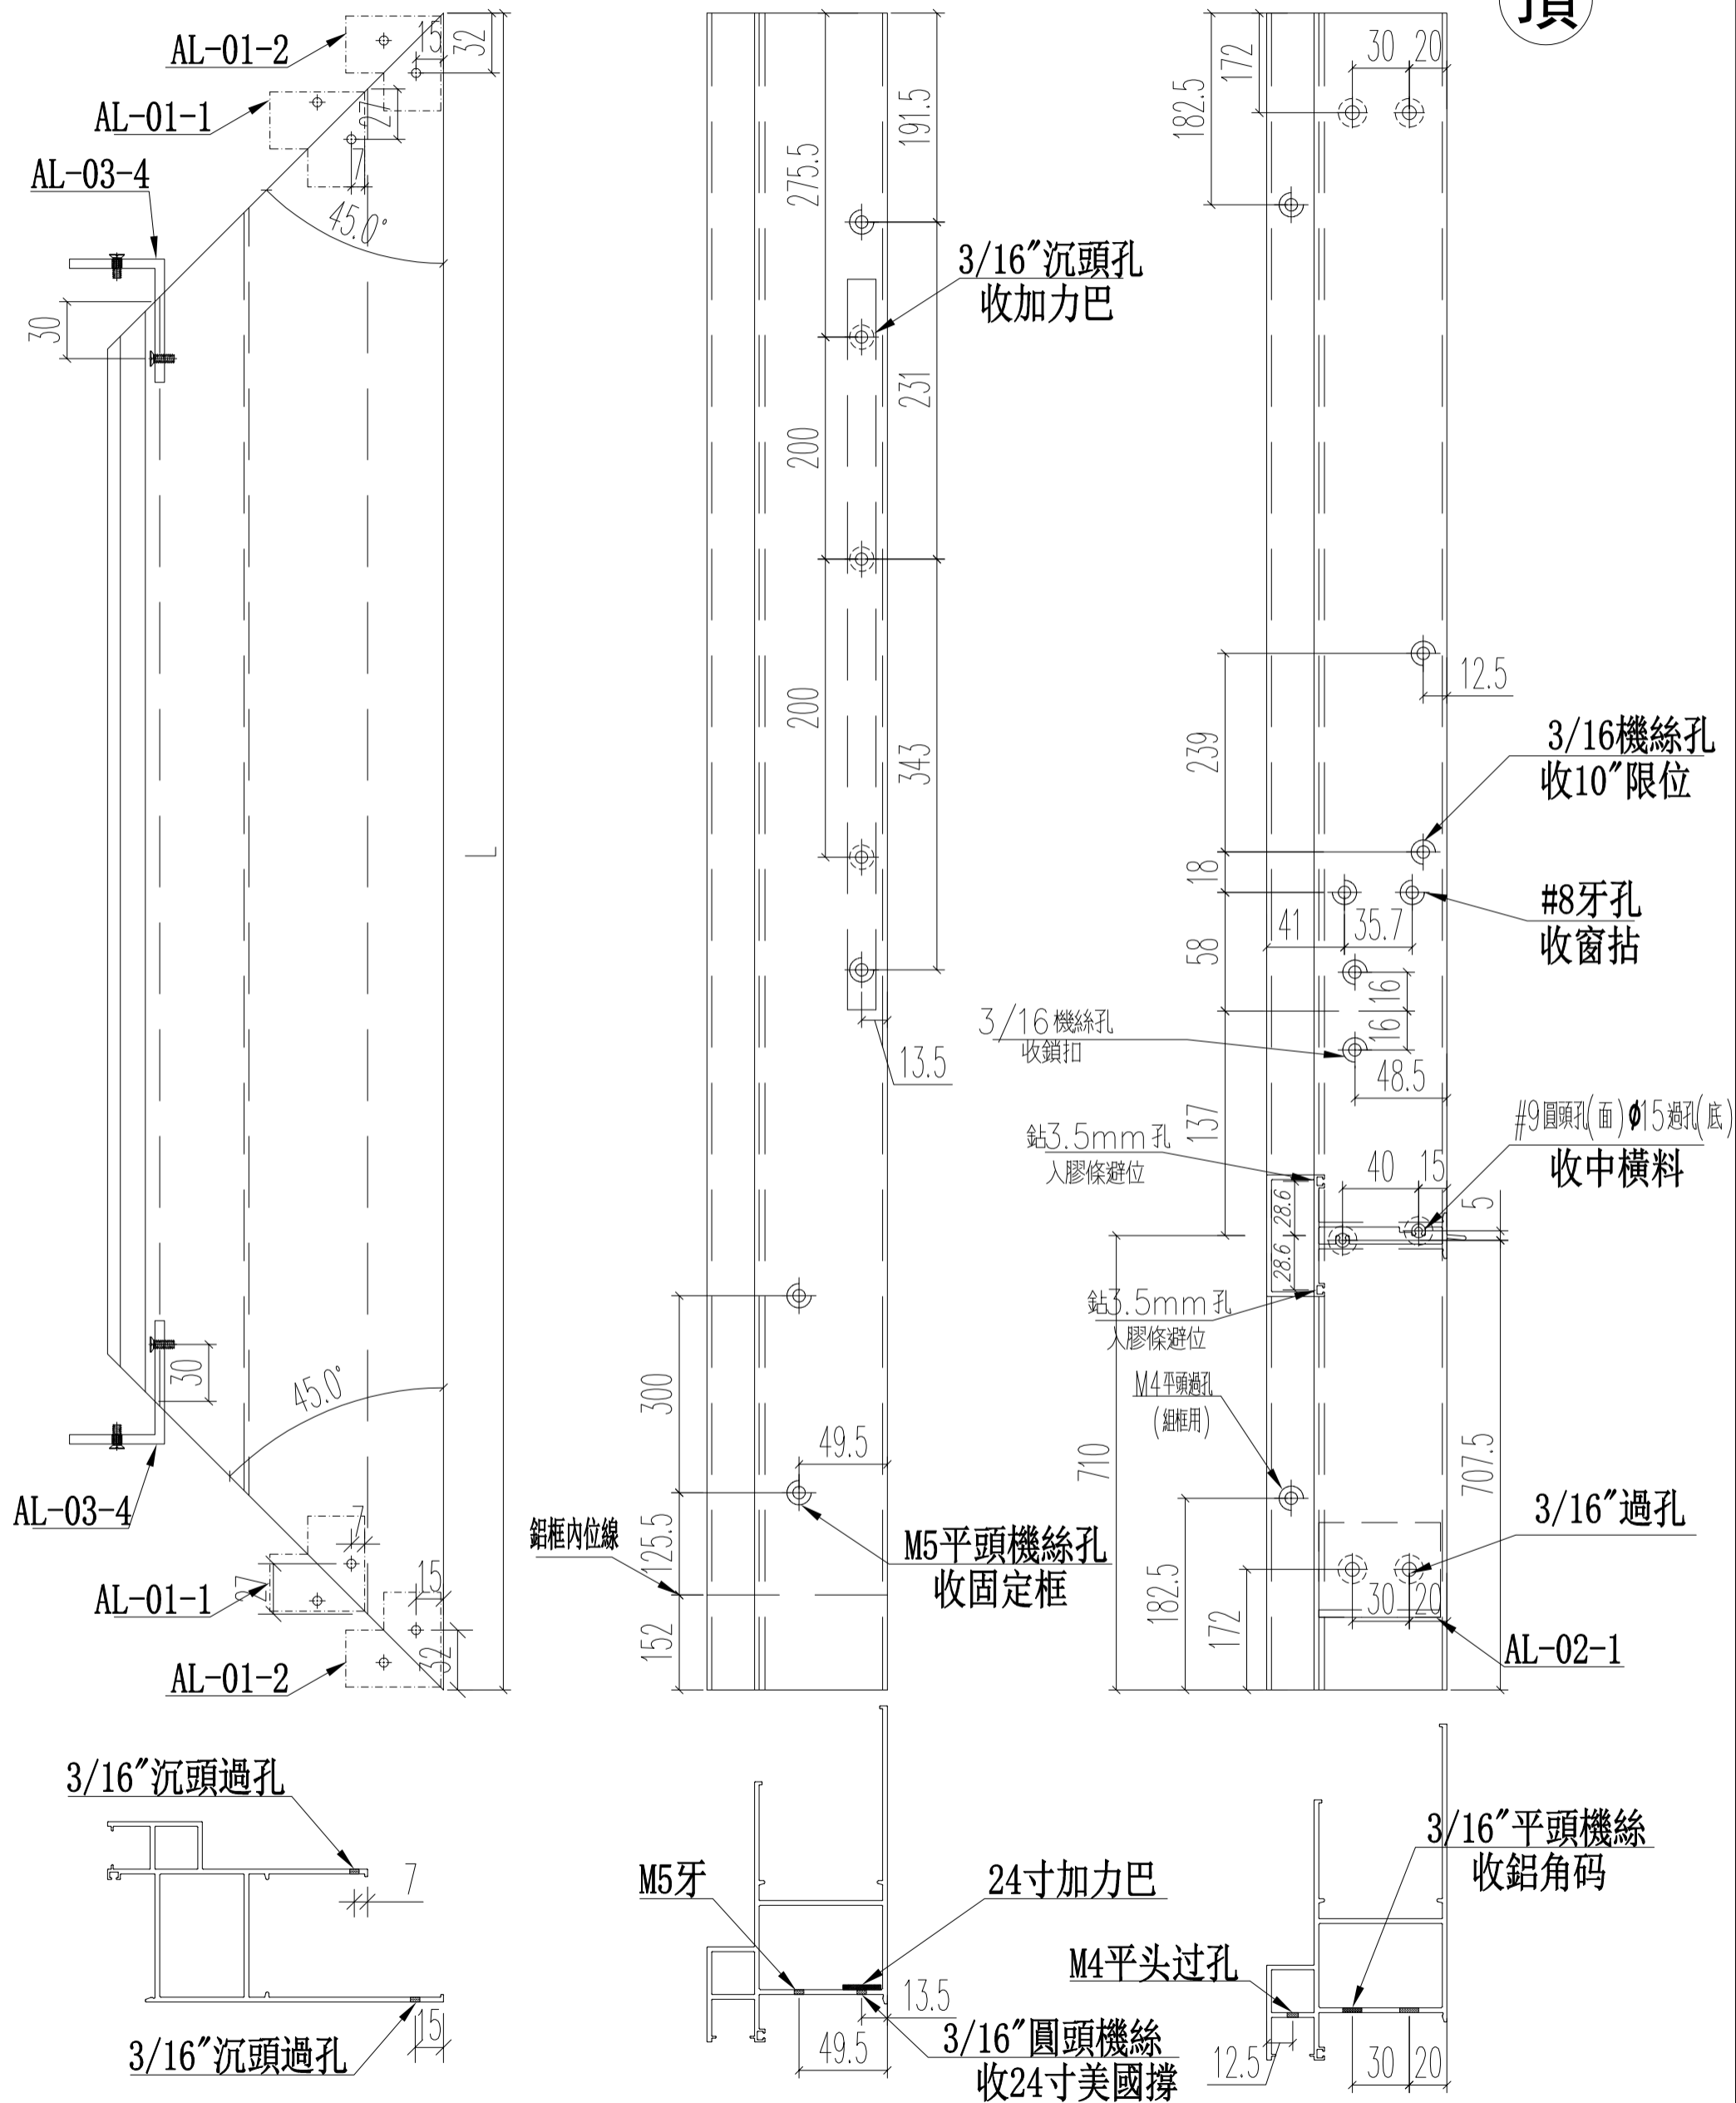 頂
AL-01-2
15
32
AL-01-1
27
7
AL-03-4
45.0°
30
L
30
45.0°
AL-03-4
7
27
15
AL-01-1
32
AL-01-2
191.5
275.5
3/16"沉頭孔
收加力巴
231
200
200
343
13.5
300
49.5
鋁框內位線
125.5
M5平頭機絲孔
收固定框
152
30
20
172
182.5
12.5
239
3/16機絲孔
收10"限位
18
#8牙孔
收窗拈
41
35.7
58
16
16
3/16機絲孔
收鎖扣
48.5
137
#9圓頭孔(面)ϕ15過孔(底)
收中橫料
鉆3.5mm孔
入膠條避位
40
15
5
28.6
28.6
鉆3.5mm孔
入膠條避位
M4平頭過孔
(組框用)
710
707.5
3/16"過孔
182.5
172
30
20
AL-02-1
3/16"沉頭過孔
7
15
3/16"沉頭過孔
M5牙
24寸加力巴
13.5
49.5
3/16"圓頭機絲
收24寸美國撐
3/16"平頭機絲
收鋁角码
M4平头过孔
12.5
30
20